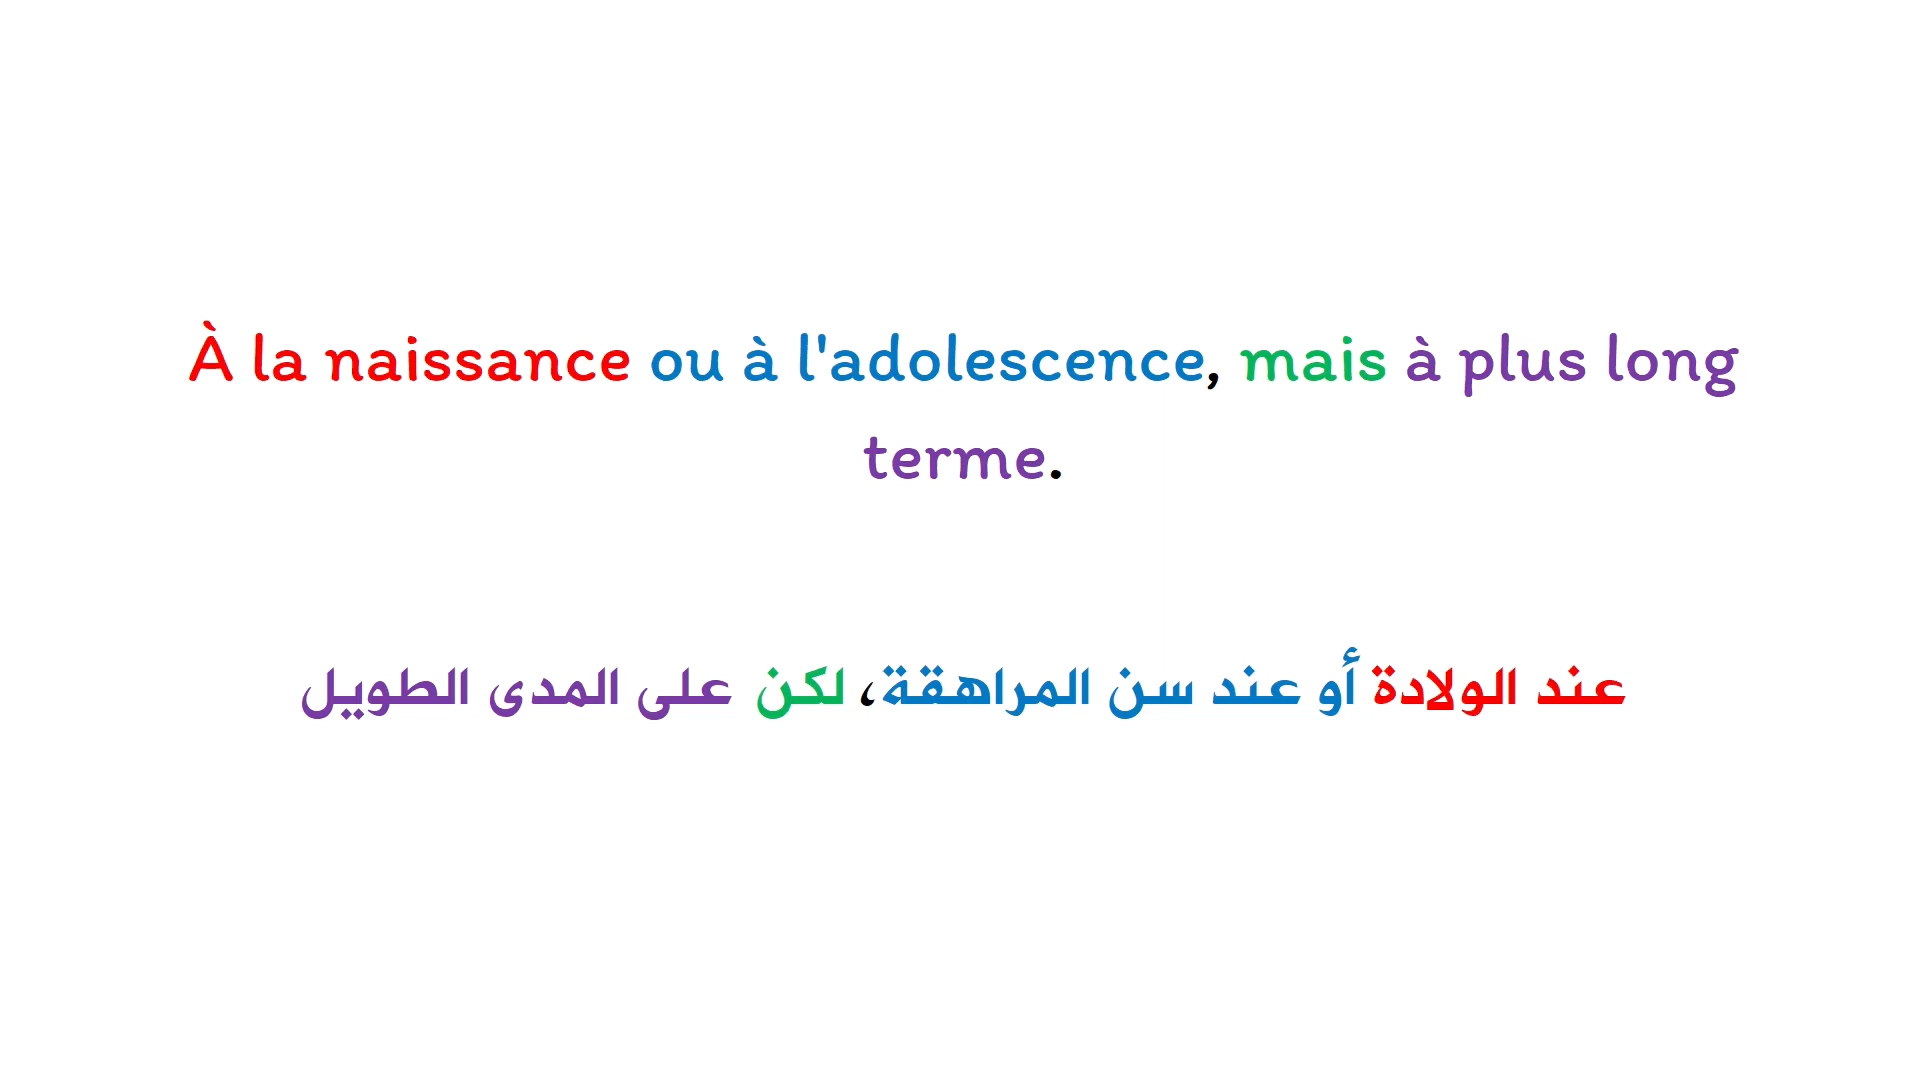 À la naissance ou à l'adolescence, mais à plus long
terme.
عند الولادة أو عند سن المراهقة، لكن على المدى الطويل